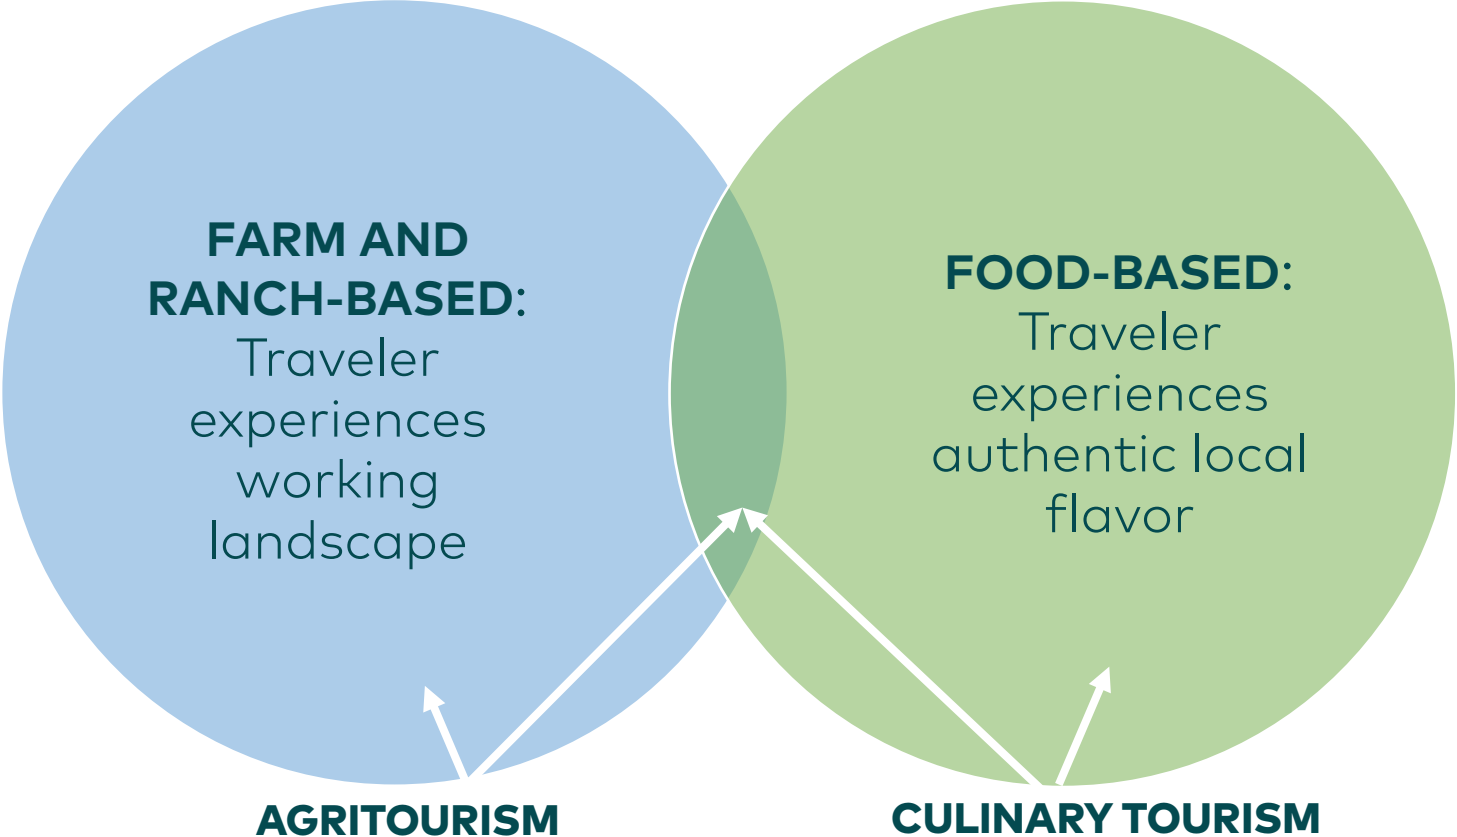 FARM AND
RANCH-BASED:
Traveler
experiences
working
landscape
FOOD-BASED:
Traveler
experiences
authentic local
flavor
AGRITOURISM
CULINARY TOURISM